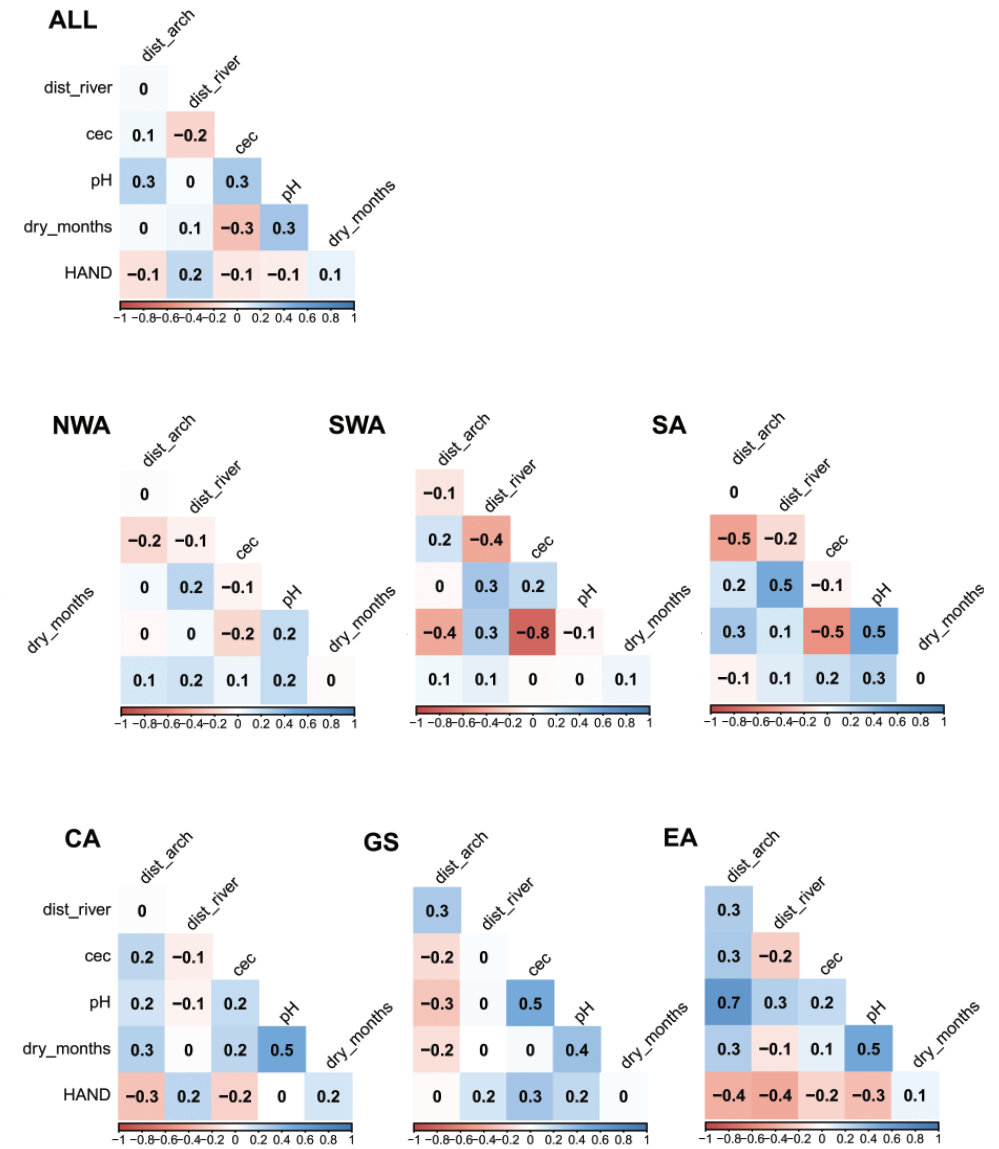 ALL
dist_arch
dist_river 0 dist_river
cec 0.1 −0.2 cec
pH 0.3 0 0.3 pH
dry_months 0 0.1 −0.3 0.3 dry_months
HAND −0.1 0.2 −0.1 −0.1 0.1
−1 −0.8 −0.6 −0.4 −0.2 0 0.2 0.4 0.6 0.8 1
NWA
dist_arch
0 dist_river
−0.2 −0.1 cec
0 0.2 −0.1 pH
dry_months 0 0 −0.2 0.2 dry_months
0.1 0.2 0.1 0.2 0
−1 −0.8 −0.6 −0.4 −0.2 0 0.2 0.4 0.6 0.8 1
SWA
dist_arch
−0.1 dist_river
0.2 −0.4 cec
0 0.3 0.2 pH
−0.4 0.3 −0.8 −0.1 dry_months
0.1 0.1 0 0 0.1
−1 −0.8 −0.6 −0.4 −0.2 0 0.2 0.4 0.6 0.8 1
SA
dist_arch
0 dist_river
−0.5 −0.2 cec
0.2 0.5 −0.1 pH
0.3 0.1 −0.5 0.5 dry_months
−0.1 0.1 0.2 0.3 0
−1 −0.8 −0.6 −0.4 −0.2 0 0.2 0.4 0.6 0.8 1
CA
dist_arch
dist_river 0 dist_river
cec 0.2 −0.1 cec
pH 0.2 −0.1 0.2 pH
dry_months 0.3 0 0.2 0.5 dry_months
HAND −0.3 0.2 −0.2 0 0.2
−1 −0.8 −0.6 −0.4 −0.2 0 0.2 0.4 0.6 0.8 1
GS
dist_arch
0.3 dist_river
−0.2 0 cec
−0.3 0 0.5 pH
−0.2 0 0 0.4 dry_months
0 0.2 0.3 0.2 0
−1 −0.8 −0.6 −0.4 −0.2 0 0.2 0.4 0.6 0.8 1
EA
dist_arch
0.3 dist_river
0.3 −0.2 cec
0.7 0.3 0.2 pH
0.3 −0.1 0.1 0.5 dry_months
−0.4 −0.4 −0.2 −0.3 0.1
−1 −0.8 −0.6 −0.4 −0.2 0 0.2 0.4 0.6 0.8 1